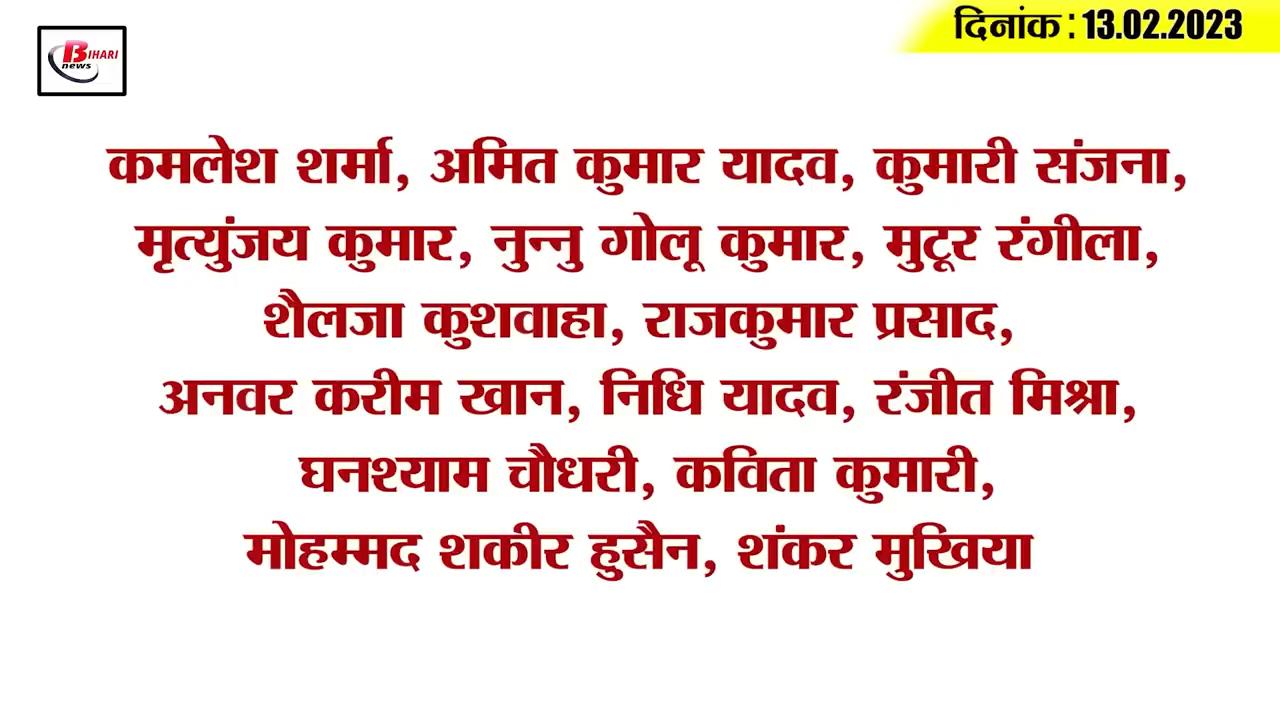 BIHARI
news
दिनांक : 13.02.2023
कमलेश शर्मा, अमित कुमार यादव, कुमारी संजना,
मृत्युंजय कुमार, नुन्नु गोलू कुमार, मुटूर रंगीला,
शैलजा कुशवाहा, राजकुमार प्रसाद,
अनवर करीम खान, निधि यादव, रंजीत मिश्रा,
घनश्याम चौधरी, कविता कुमारी,
मोहम्मद शकीर हुसैन, शंकर मुखिया